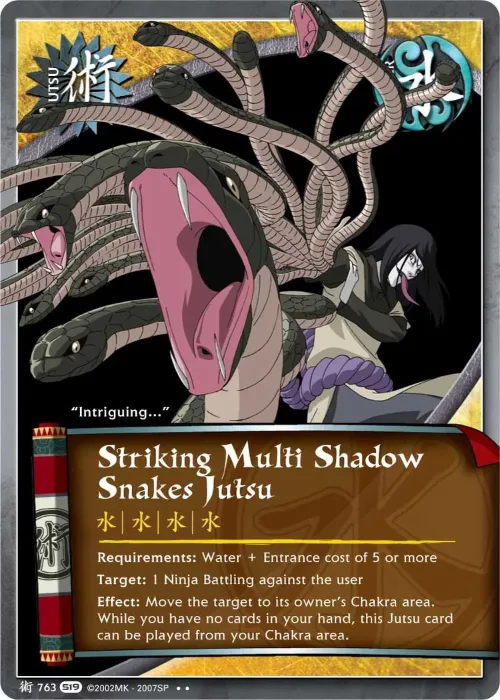 JUTSU
術
"Intriguing..."
Striking Multi Shadow
Snakes Jutsu
水|水|水|水
Requirements: Water + Entrance cost of 5 or more
Target: 1 Ninja Battling against the user
Effect: Move the target to its owner's Chakra area.
While you have no cards in your hand, this Jutsu card
can be played from your Chakra area.
術
術 763 S19 ©2002MK • 2007SP ••